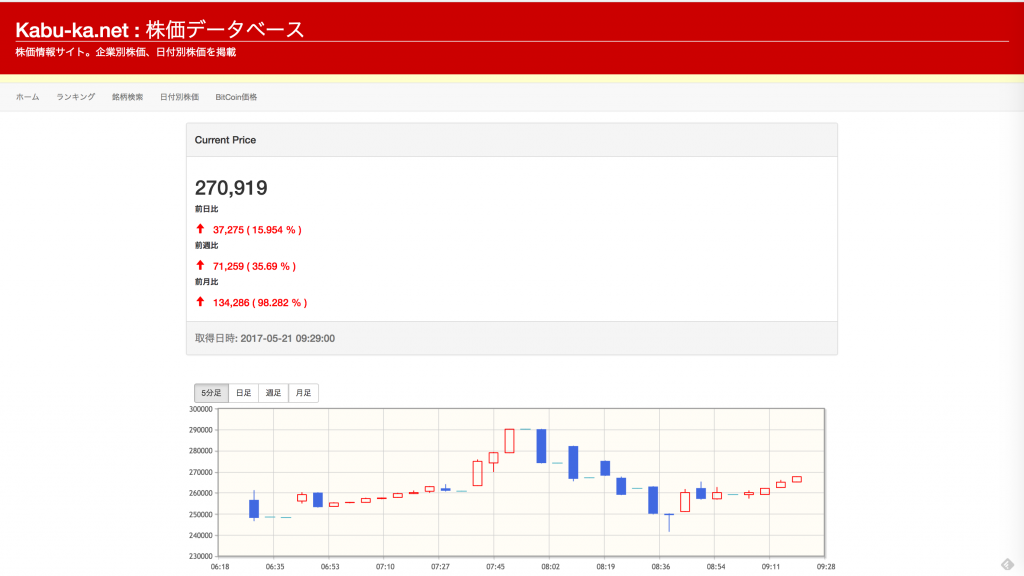 Kabu-ka.net : 株価データベース
株価情報サイト。企業別株価、日付別株価を掲載
ホーム ランキング 銘柄検索 日付別株価 BitCoin価格
Current Price
270,919
前日比
37,275 ( 15.954 % )
前週比
71,259 ( 35.69 % )
前月比
134,286 ( 98.282 % )
取得日時: 2017-05-21 09:29:00
5分足 日足 週足 月足
300000
290000
280000
270000
260000
250000
240000
230000
06:18 06:35 06:53 07:10 07:27 07:45 08:02 08:19 08:36 08:54 09:11 09:28